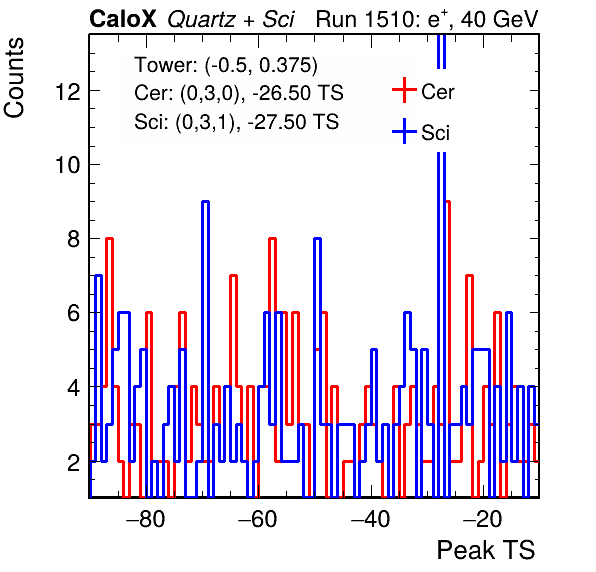 CaloX Quartz + Sci Run 1510: e⁺, 40 GeV
Counts
Tower: (-0.5, 0.375)
Cer: (0,3,0), -26.50 TS
Sci: (0,3,1), -27.50 TS
Cer
Sci
12
10
8
6
4
2
−80 −60 −40 −20
Peak TS